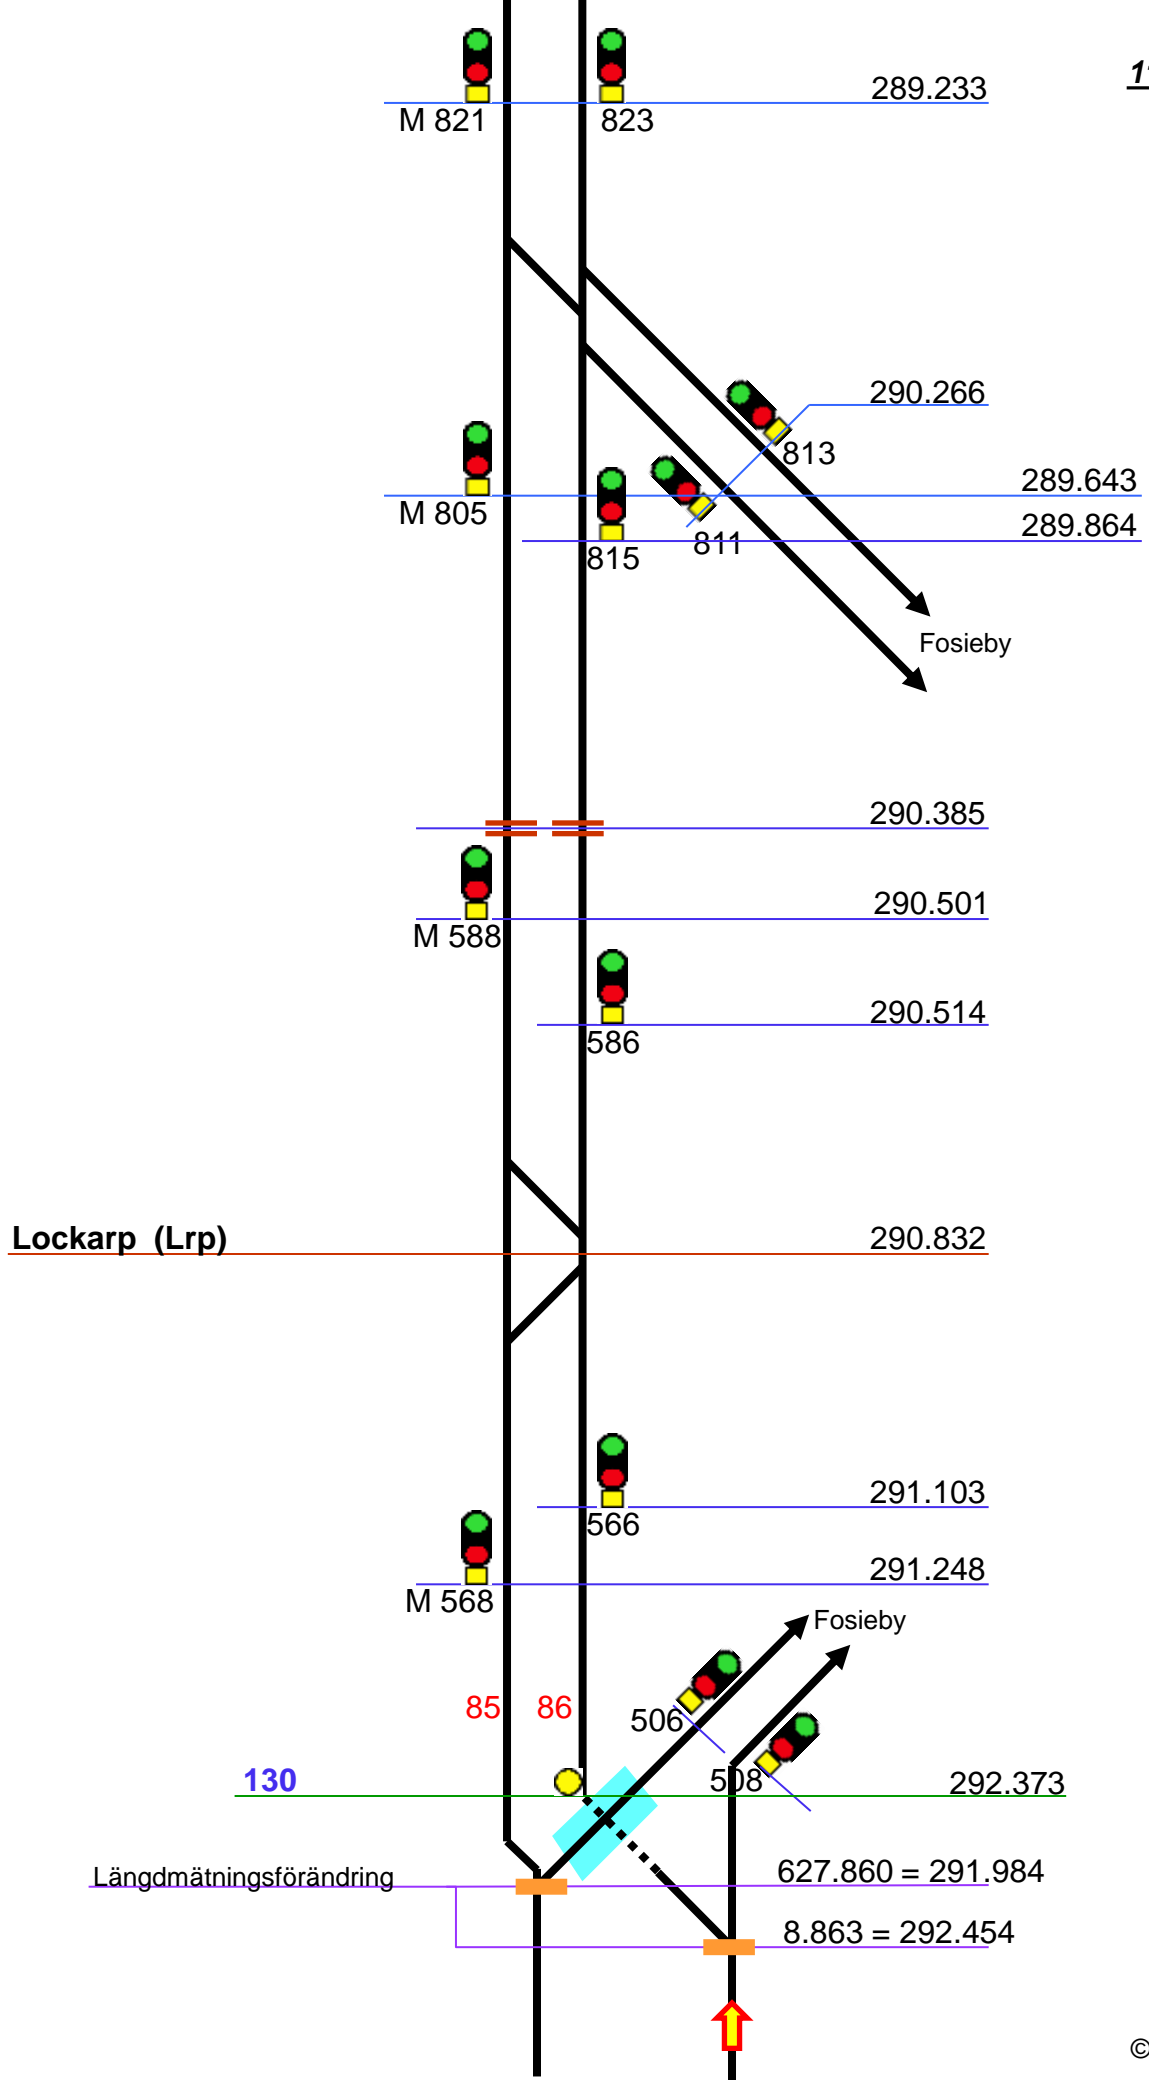 289.233
M 821
823
290.266
813
289.643
M 805
811
289.864
815
Fosieby
290.385
290.501
M 588
290.514
586
Lockarp (Lrp)
290.832
291.103
566
291.248
M 568
Fosieby
85
86
506
130
508
292.373
Längdmätningsförändring
627.860 = 291.984
8.863 = 292.454
©